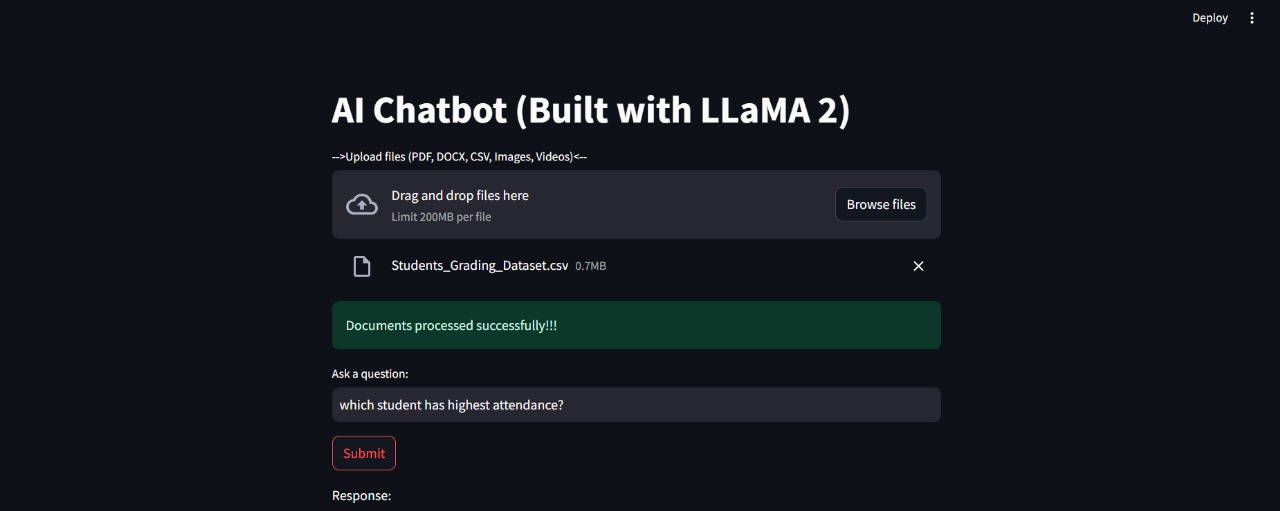 Deploy
AI Chatbot (Built with LLaMA 2)
-->Upload files (PDF, DOCX, CSV, Images, Videos)<--
Drag and drop files here
Limit 200MB per file
Browse files
Students_Grading_Dataset.csv 0.7MB
Documents processed successfully!!!
Ask a question:
which student has highest attendance?
Submit
Response: